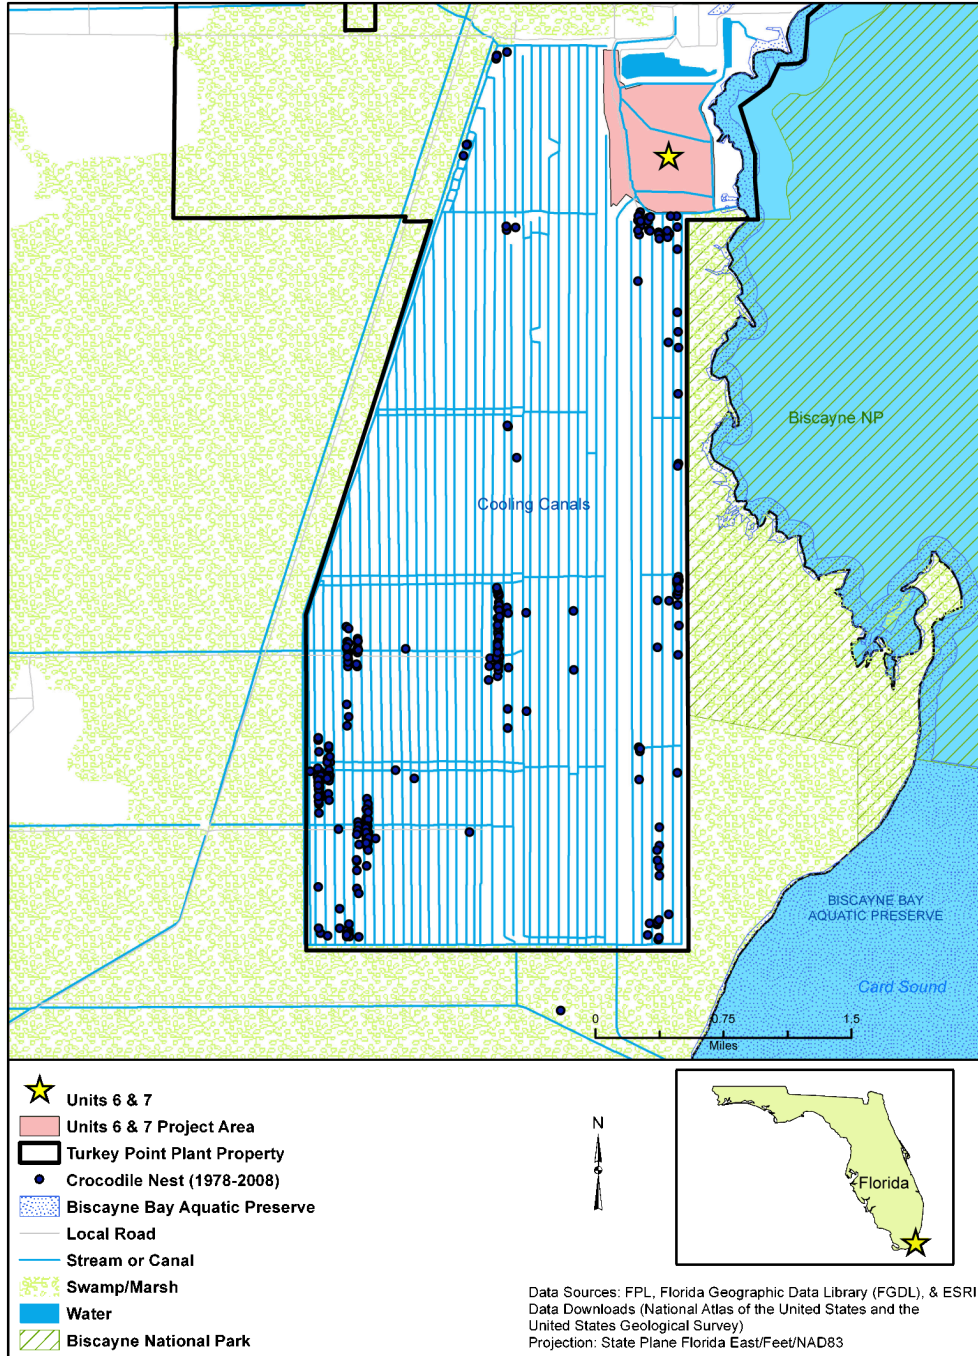 Biscayne NP
Cooling Canals
BISCAYNE BAY
AQUATIC PRESERVE
Card Sound
0 0.75 1.5
Miles
Units 6 & 7
Units 6 & 7 Project Area
Turkey Point Plant Property
Crocodile Nest (1978-2008)
Biscayne Bay Aquatic Preserve
Local Road
Stream or Canal
Swamp/Marsh
Water
Biscayne National Park
N
Florida
Data Sources: FPL, Florida Geographic Data Library (FGDL), & ESRI
Data Downloads (National Atlas of the United States and the
United States Geological Survey)
Projection: State Plane Florida East/Feet/NAD83